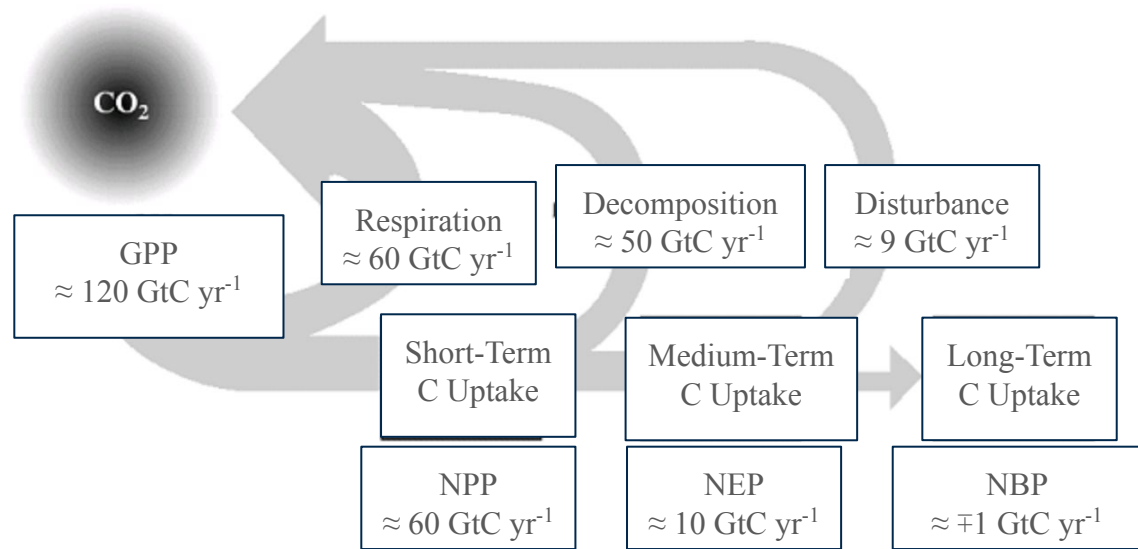 CO₂
GPP
≈ 120 GtC yr⁻¹
Respiration
≈ 60 GtC yr⁻¹
Decomposition
≈ 50 GtC yr⁻¹
Disturbance
≈ 9 GtC yr⁻¹
Short-Term
C Uptake
Medium-Term
C Uptake
Long-Term
C Uptake
NPP
≈ 60 GtC yr⁻¹
NEP
≈ 10 GtC yr⁻¹
NBP
≈ ∓1 GtC yr⁻¹